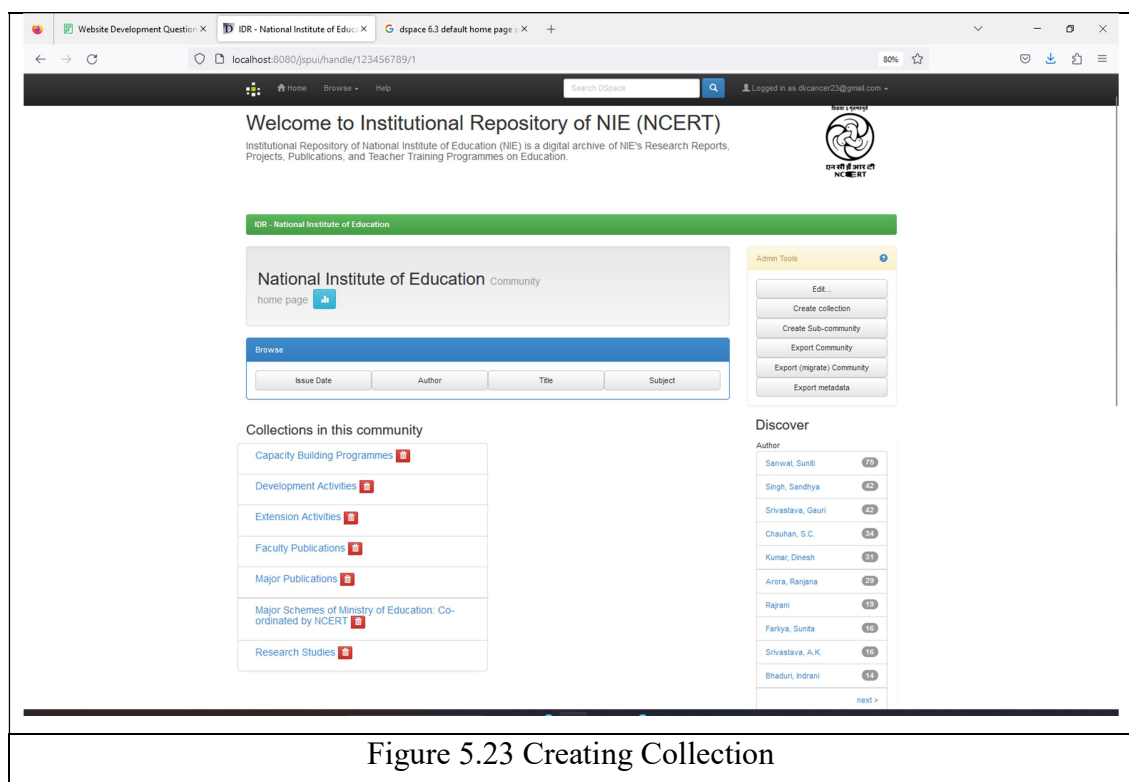 Website Development Question
IDR - National Institute of Educ
dspace 6.3 default home page s
localhost:8080/jspui/handle/123456789/1
80%
Home Browse Help
Search DSpace
Logged in as dkcancer23@gmail.com
Welcome to Institutional Repository of NIE (NCERT)
Institutional Repository of National Institute of Education (NIE) is a digital archive of NIE's Research Reports,
Projects, Publications, and Teacher Training Programmes on Education.
एन सी ई आर टी
NCERT
IDR - National Institute of Education
National Institute of Education Community
home page
Admin Tools
Edit...
Create collection
Create Sub-community
Export Community
Export (migrate) Community
Export metadata
Browse
Issue Date
Author
Title
Subject
Collections in this community
Capacity Building Programmes
Development Activities
Extension Activities
Faculty Publications
Major Publications
Major Schemes of Ministry of Education: Co-
ordinated by NCERT
Research Studies
Discover
Author
Sanwal, Suniti 75
Singh, Sandhya 42
Srivastava, Gauri 42
Chauhan, S.C. 34
Kumar, Dinesh 31
Arora, Ranjana 29
Rajrani 19
Farkya, Sunita 16
Srivastava, A.K. 16
Bhaduri, Indrani 14
next >
Figure 5.23 Creating Collection